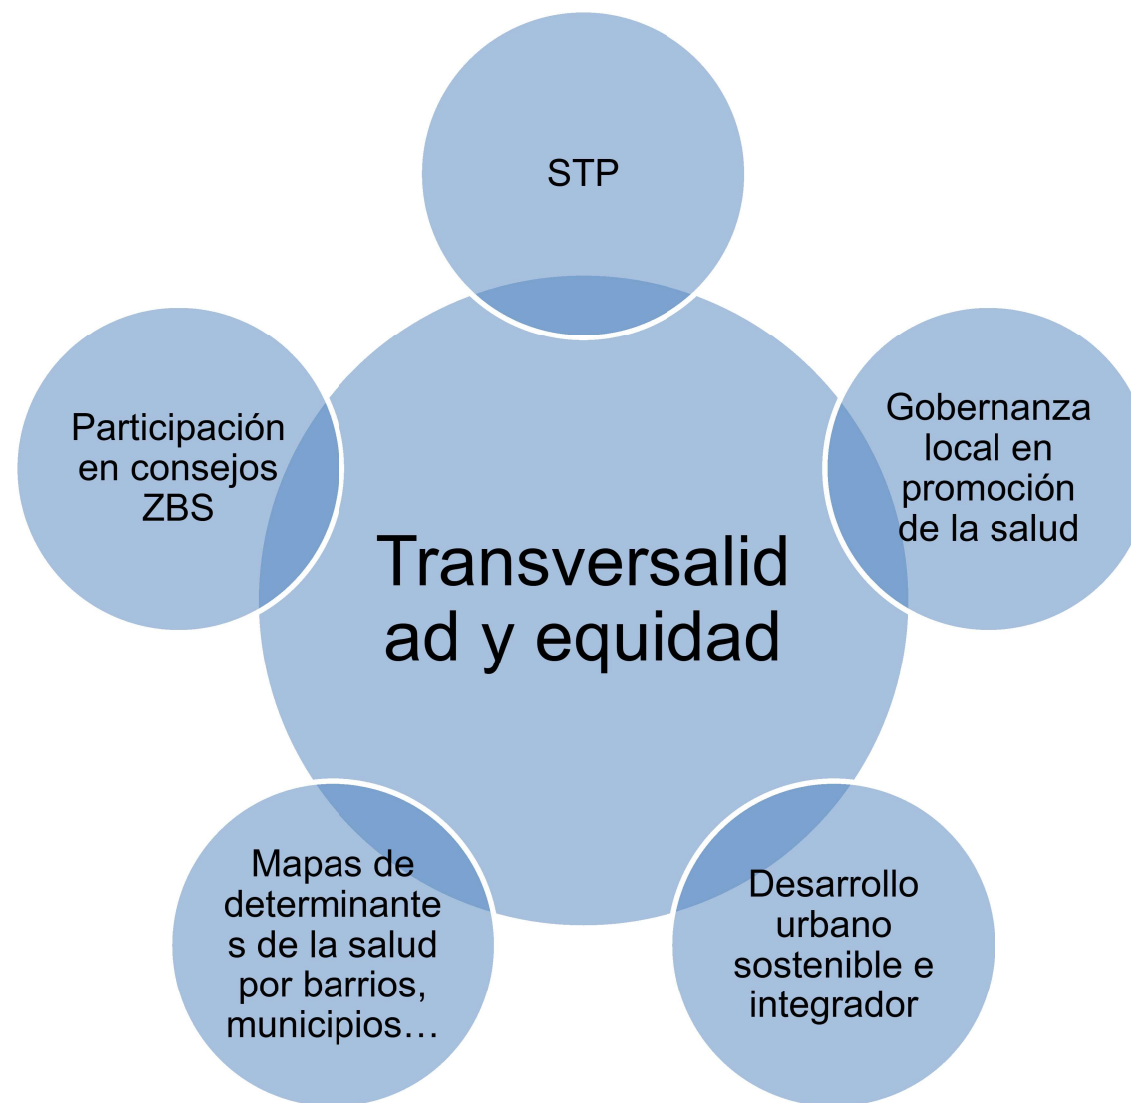 STP
Gobernanza
local en
promoción
de la salud
Desarrollo
urbano
sostenible e
integrador
Mapas de
determinante
s de la salud
por barrios,
municipios…
Participación
en consejos
ZBS
Transversalid
ad y equidad